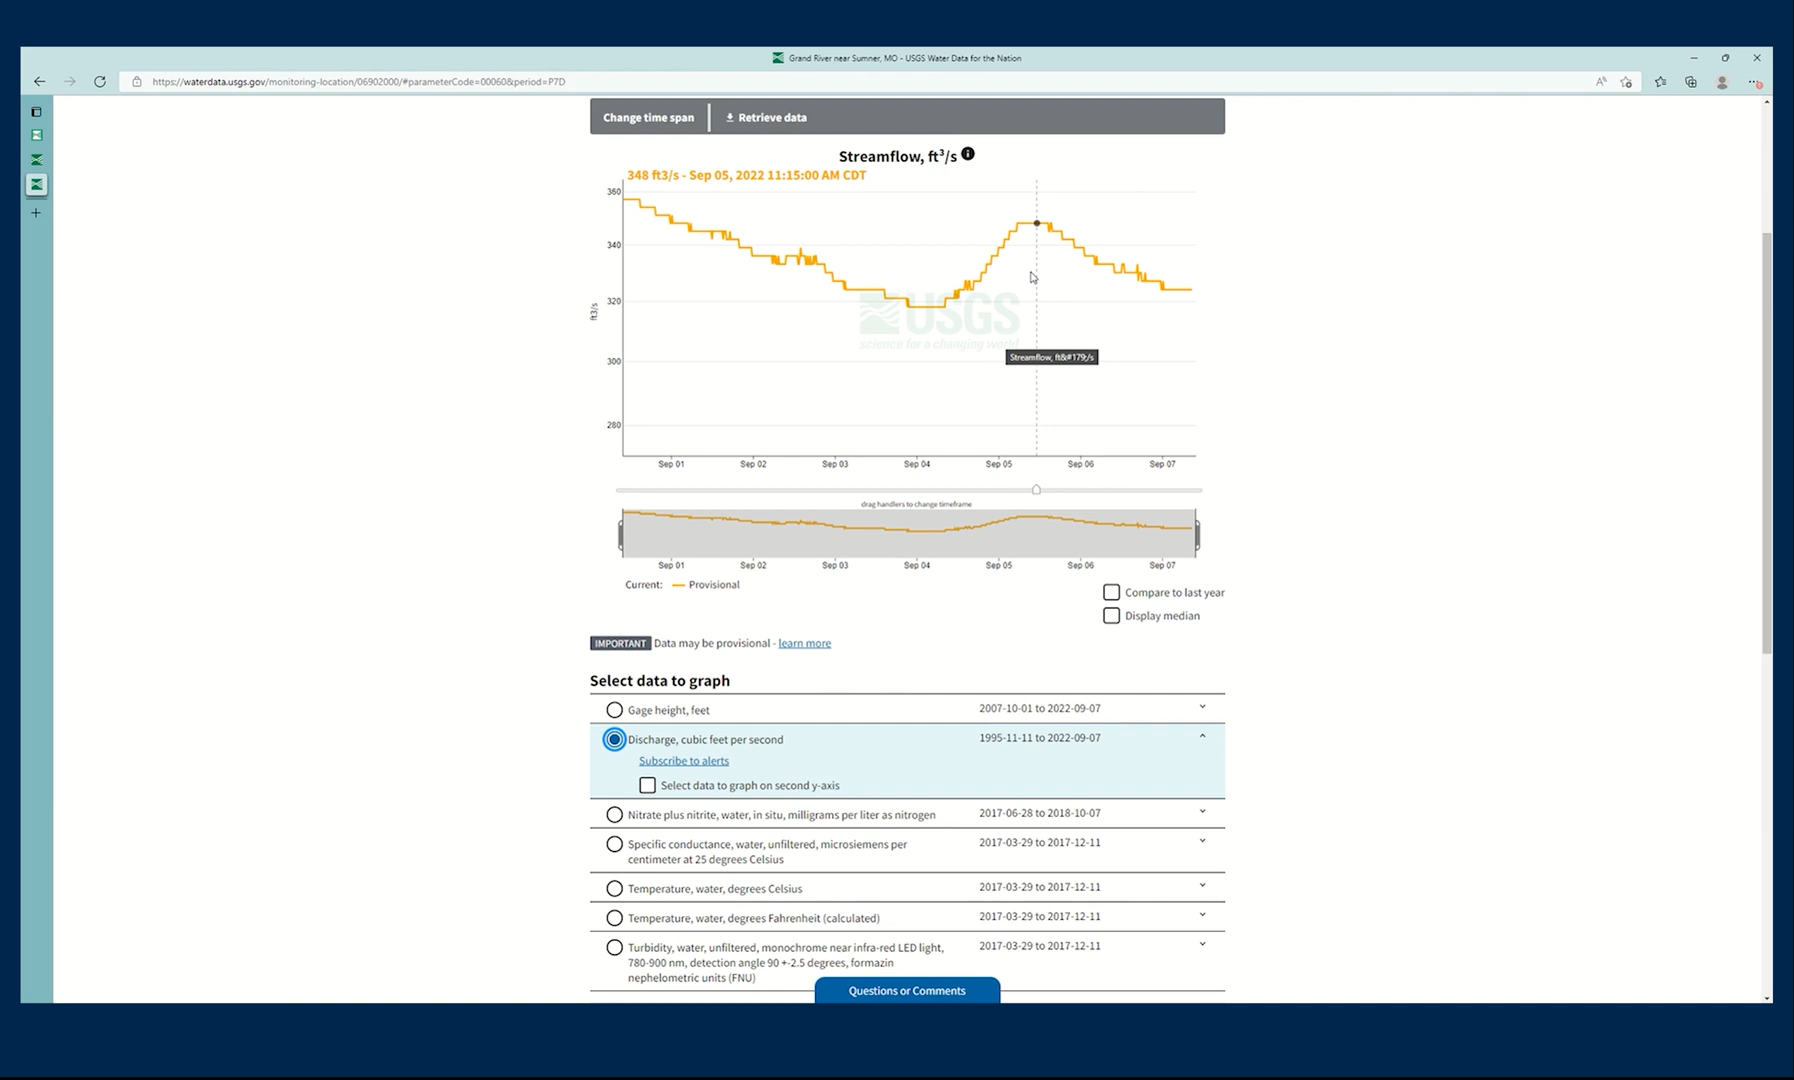 Grand River near Sumner, MO - USGS Water Data for the Nation
https://waterdata.usgs.gov/monitoring-location/06902000/#parameterCode=00060&period=P7D
Change time span
Retrieve data
Streamflow, ft³/s
348 ft3/s - Sep 05, 2022 11:15:00 AM CDT
360
340
320
300
280
ft3/s
USGS
science for a changing world
Streamflow, ft&#179;/s
Sep 01 Sep 02 Sep 03 Sep 04 Sep 05 Sep 06 Sep 07
drag handlers to change timeframe
Sep 01 Sep 02 Sep 03 Sep 04 Sep 05 Sep 06 Sep 07
Current: Provisional
Compare to last year
Display median
IMPORTANT Data may be provisional - learn more
Select data to graph
Gage height, feet 2007-10-01 to 2022-09-07
Discharge, cubic feet per second 1995-11-11 to 2022-09-07
Subscribe to alerts
Select data to graph on second y-axis
Nitrate plus nitrite, water, in situ, milligrams per liter as nitrogen 2017-06-28 to 2018-10-07
Specific conductance, water, unfiltered, microsiemens per 2017-03-29 to 2017-12-11
centimeter at 25 degrees Celsius
Temperature, water, degrees Celsius 2017-03-29 to 2017-12-11
Temperature, water, degrees Fahrenheit (calculated) 2017-03-29 to 2017-12-11
Turbidity, water, unfiltered, monochrome near infra-red LED light, 2017-03-29 to 2017-12-11
780-900 nm, detection angle 90 +-2.5 degrees, formazin
nephelometric units (FNU)
Questions or Comments